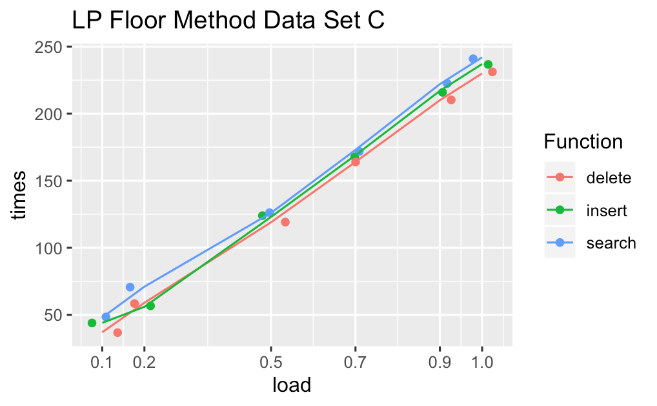 LP Floor Method Data Set C
250
200
150
100
50
times
0.1 0.2 0.5 0.7 0.9 1.0
load
Function
delete
insert
search